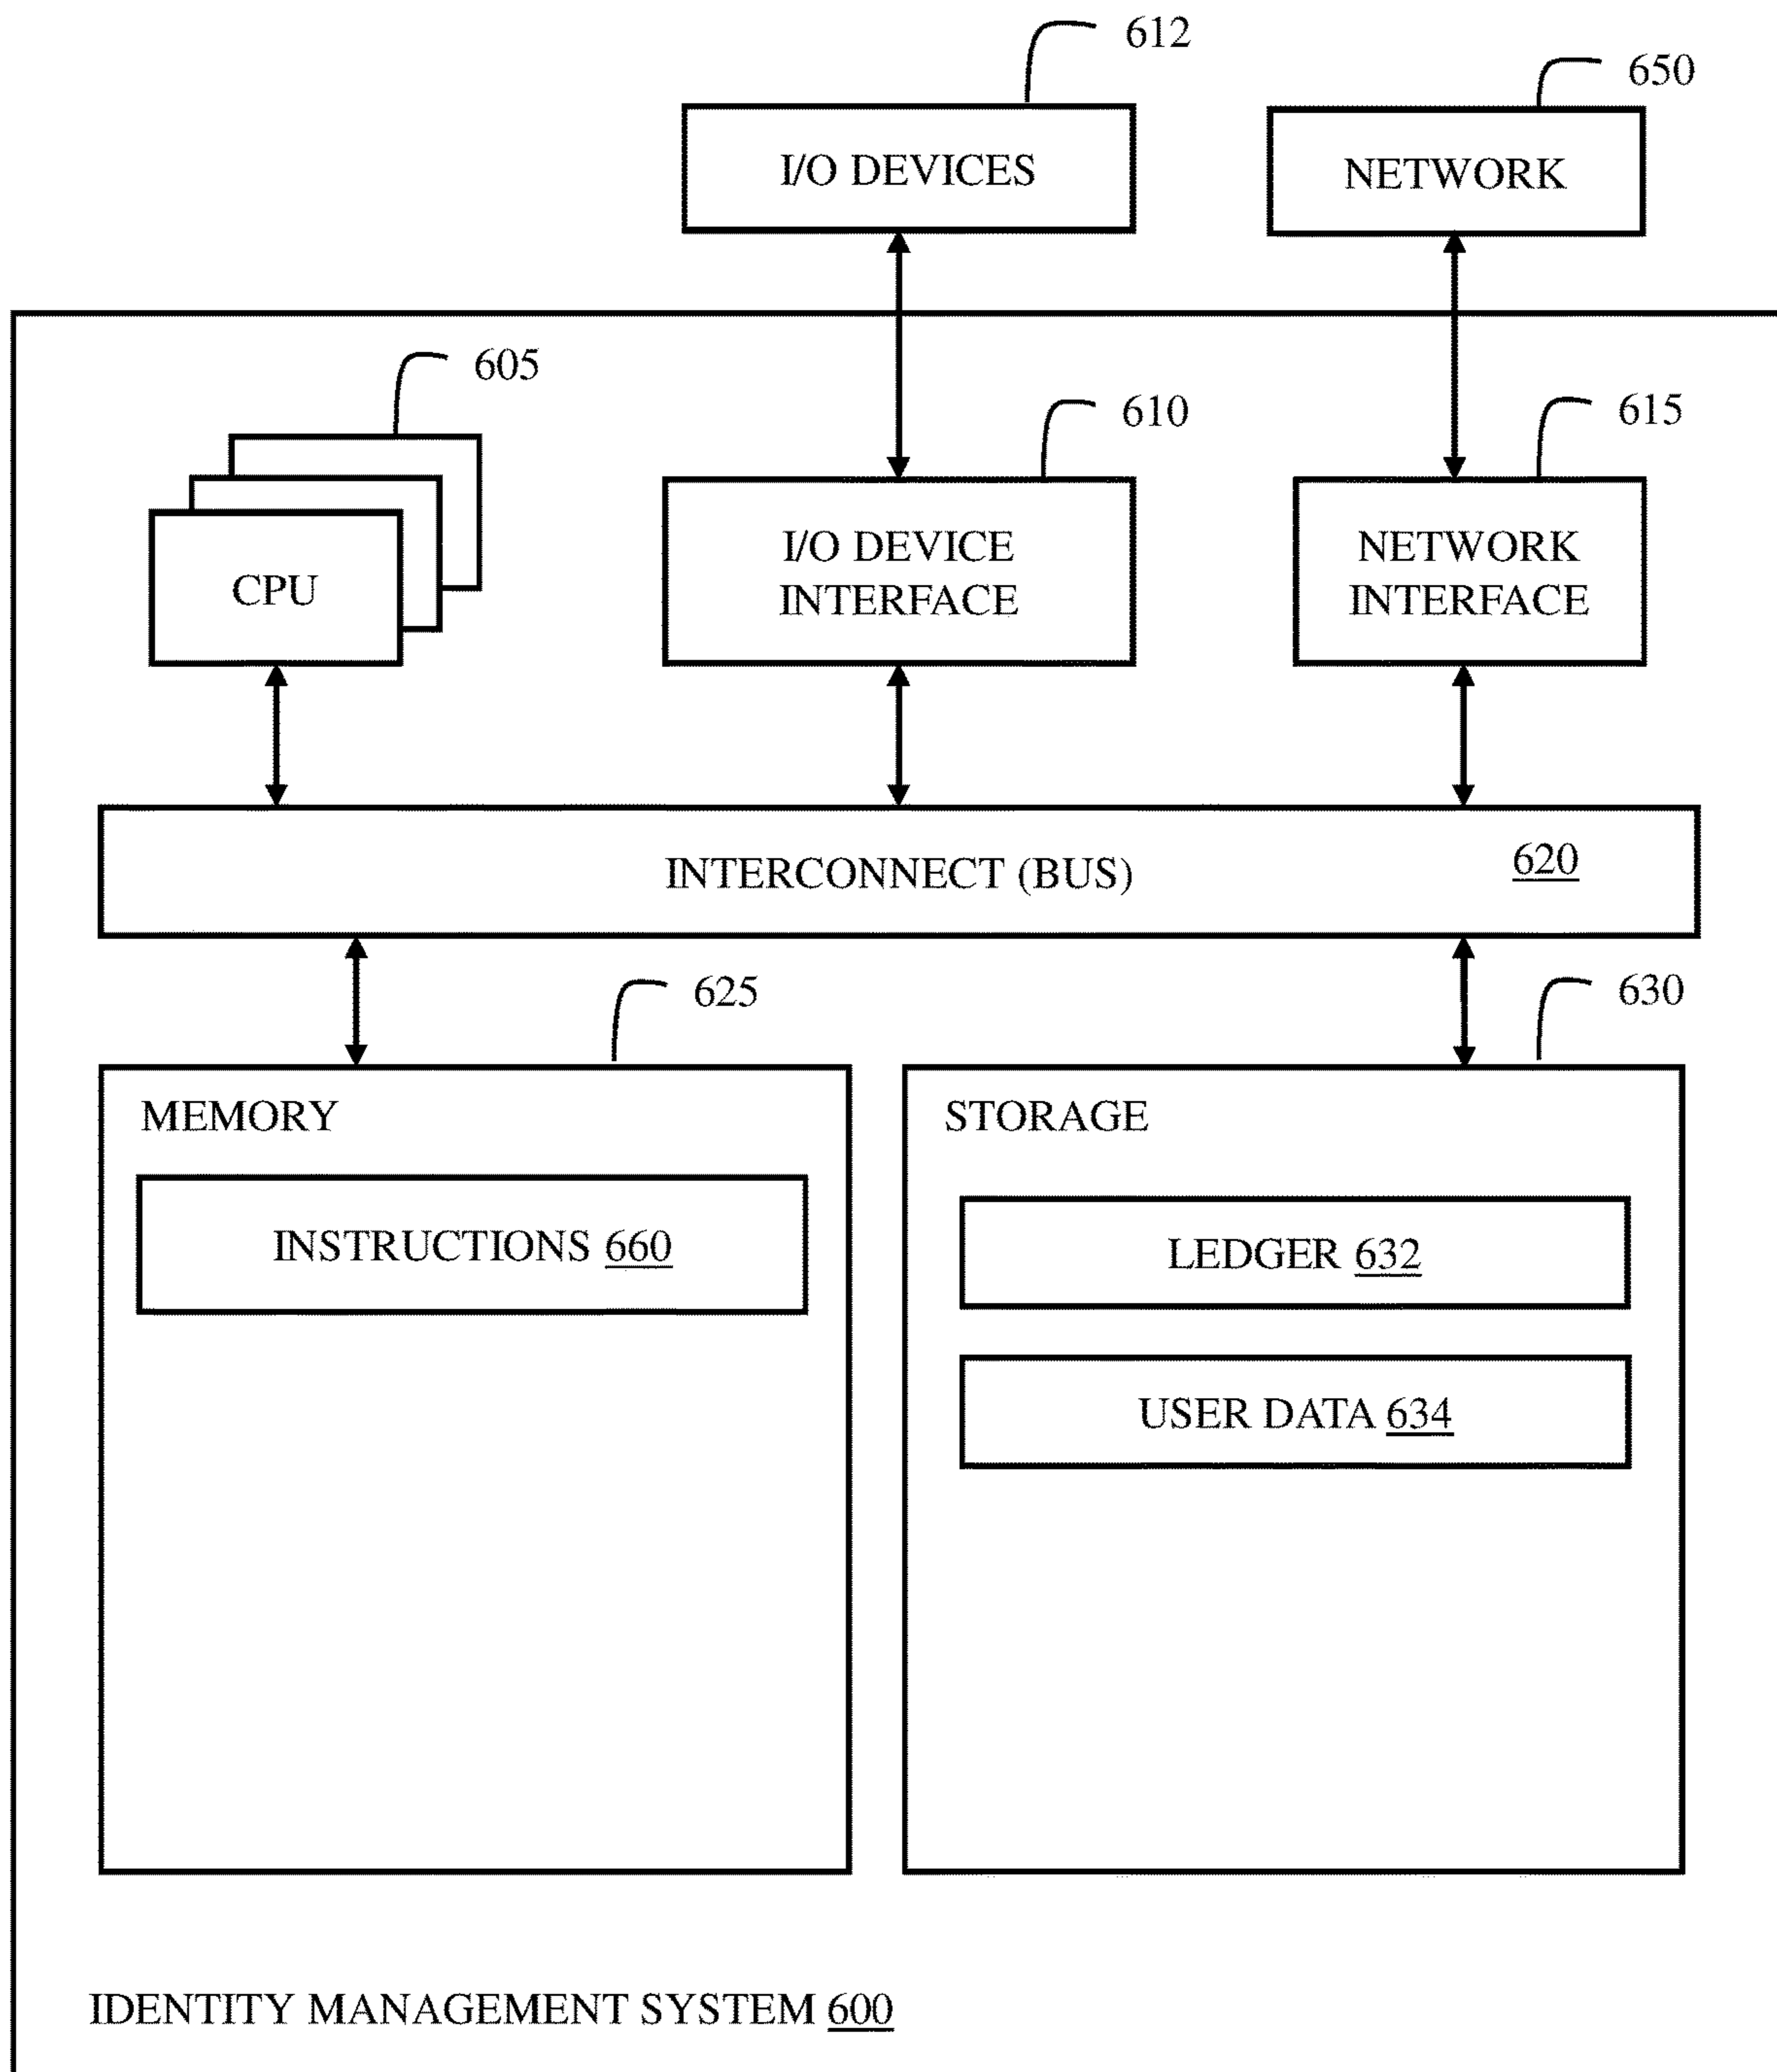 612
650
I/O DEVICES
NETWORK
605
610
615
CPU
I/O DEVICE
INTERFACE
NETWORK
INTERFACE
INTERCONNECT (BUS)
620
625
630
MEMORY
STORAGE
INSTRUCTIONS 660
LEDGER 632
USER DATA 634
IDENTITY MANAGEMENT SYSTEM 600